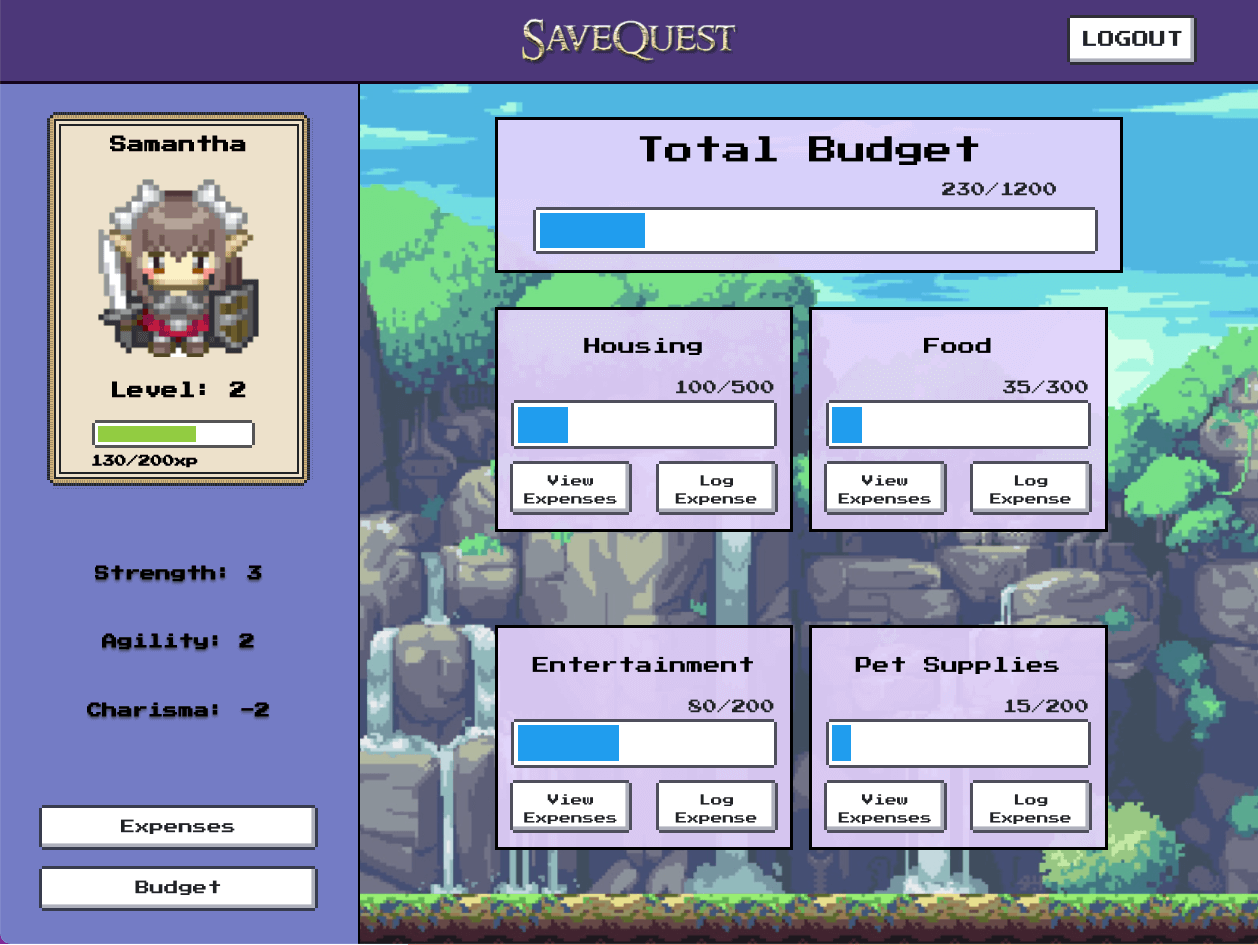 SAVEQUEST
LOGOUT
Samantha
Level: 2
130/200xp
Strength: 3
Agility: 2
Charisma: -2
Expenses
Budget
Total Budget
230/1200
Housing
100/500
View
Expenses
Log
Expense
Food
35/300
View
Expenses
Log
Expense
Entertainment
80/200
View
Expenses
Log
Expense
Pet Supplies
15/200
View
Expenses
Log
Expense